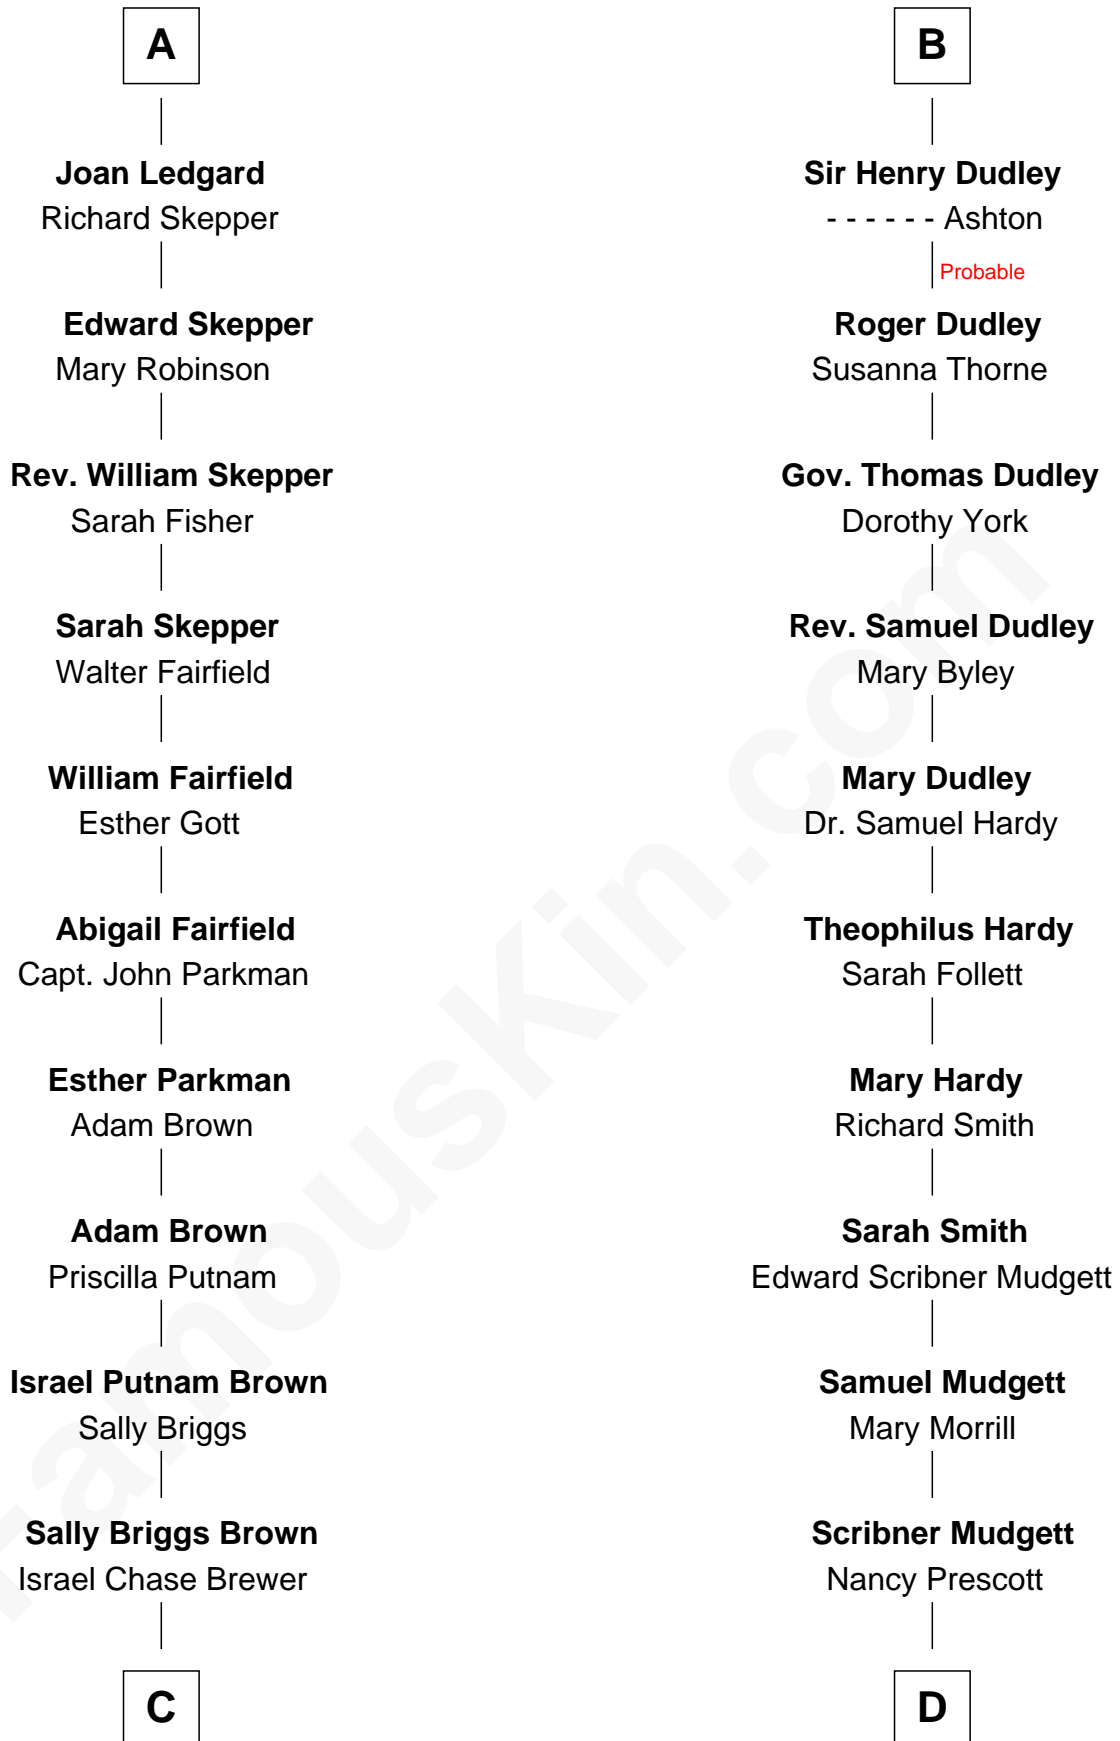 A
Joan Ledgard
Richard Skepper
Edward Skepper
Mary Robinson
Rev. William Skepper
Sarah Fisher
Sarah Skepper
Walter Fairfield
William Fairfield
Esther Gott
Abigail Fairfield
Capt. John Parkman
Esther Parkman
Adam Brown
Adam Brown
Priscilla Putnam
Israel Putnam Brown
Sally Briggs
Sally Briggs Brown
Israel Chase Brewer
C
B
Sir Henry Dudley
- - - - - - Ashton
Probable
Roger Dudley
Susanna Thorne
Gov. Thomas Dudley
Dorothy York
Rev. Samuel Dudley
Mary Byley
Mary Dudley
Dr. Samuel Hardy
Theophilus Hardy
Sarah Follett
Mary Hardy
Richard Smith
Sarah Smith
Edward Scribner Mudgett
Samuel Mudgett
Mary Morrill
Scribner Mudgett
Nancy Prescott
D
FamousKin.com